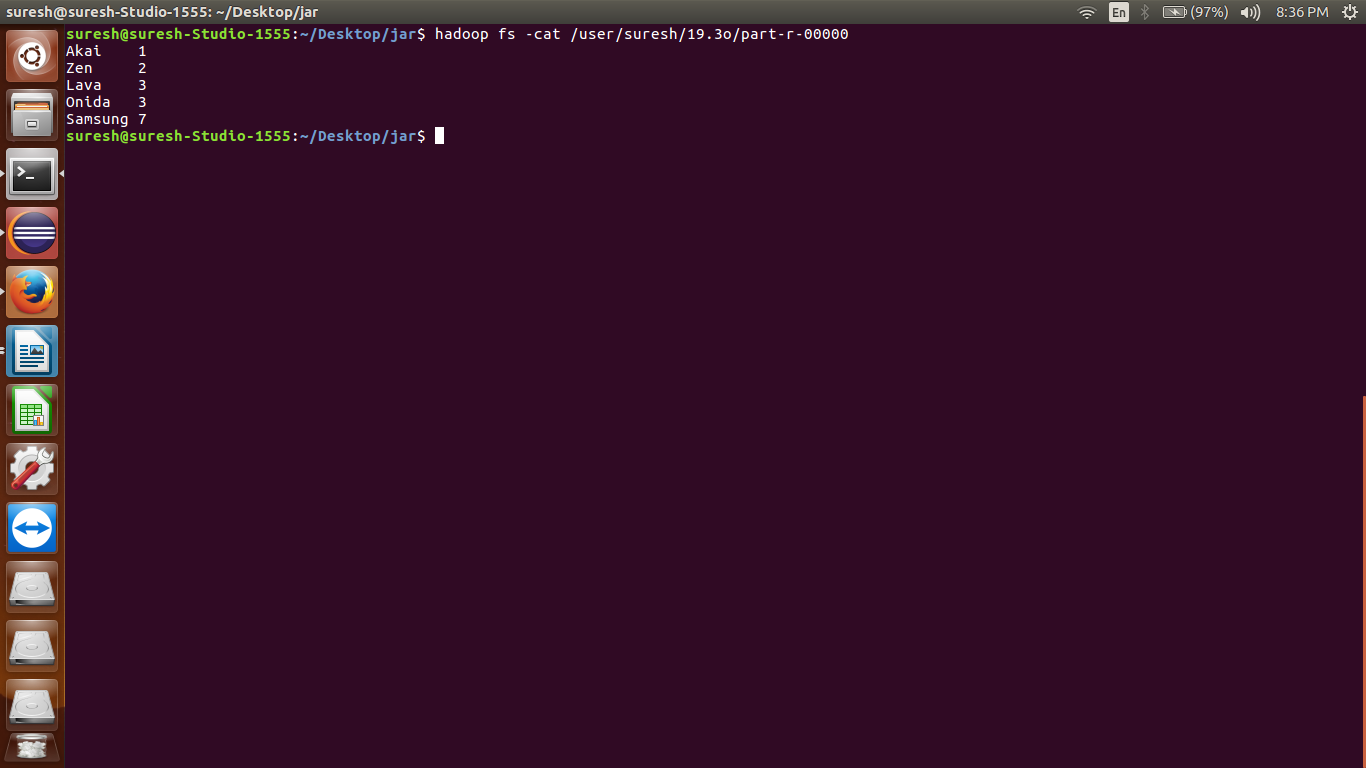 suresh@suresh-Studio-1555: ~/Desktop/jar En (97%) 8:36 PM
suresh@suresh-Studio-1555:~/Desktop/jar$ hadoop fs -cat /user/suresh/19.3o/part-r-00000
Akai 1
Zen 2
Lava 3
Onida 3
Samsung 7
suresh@suresh-Studio-1555:~/Desktop/jar$